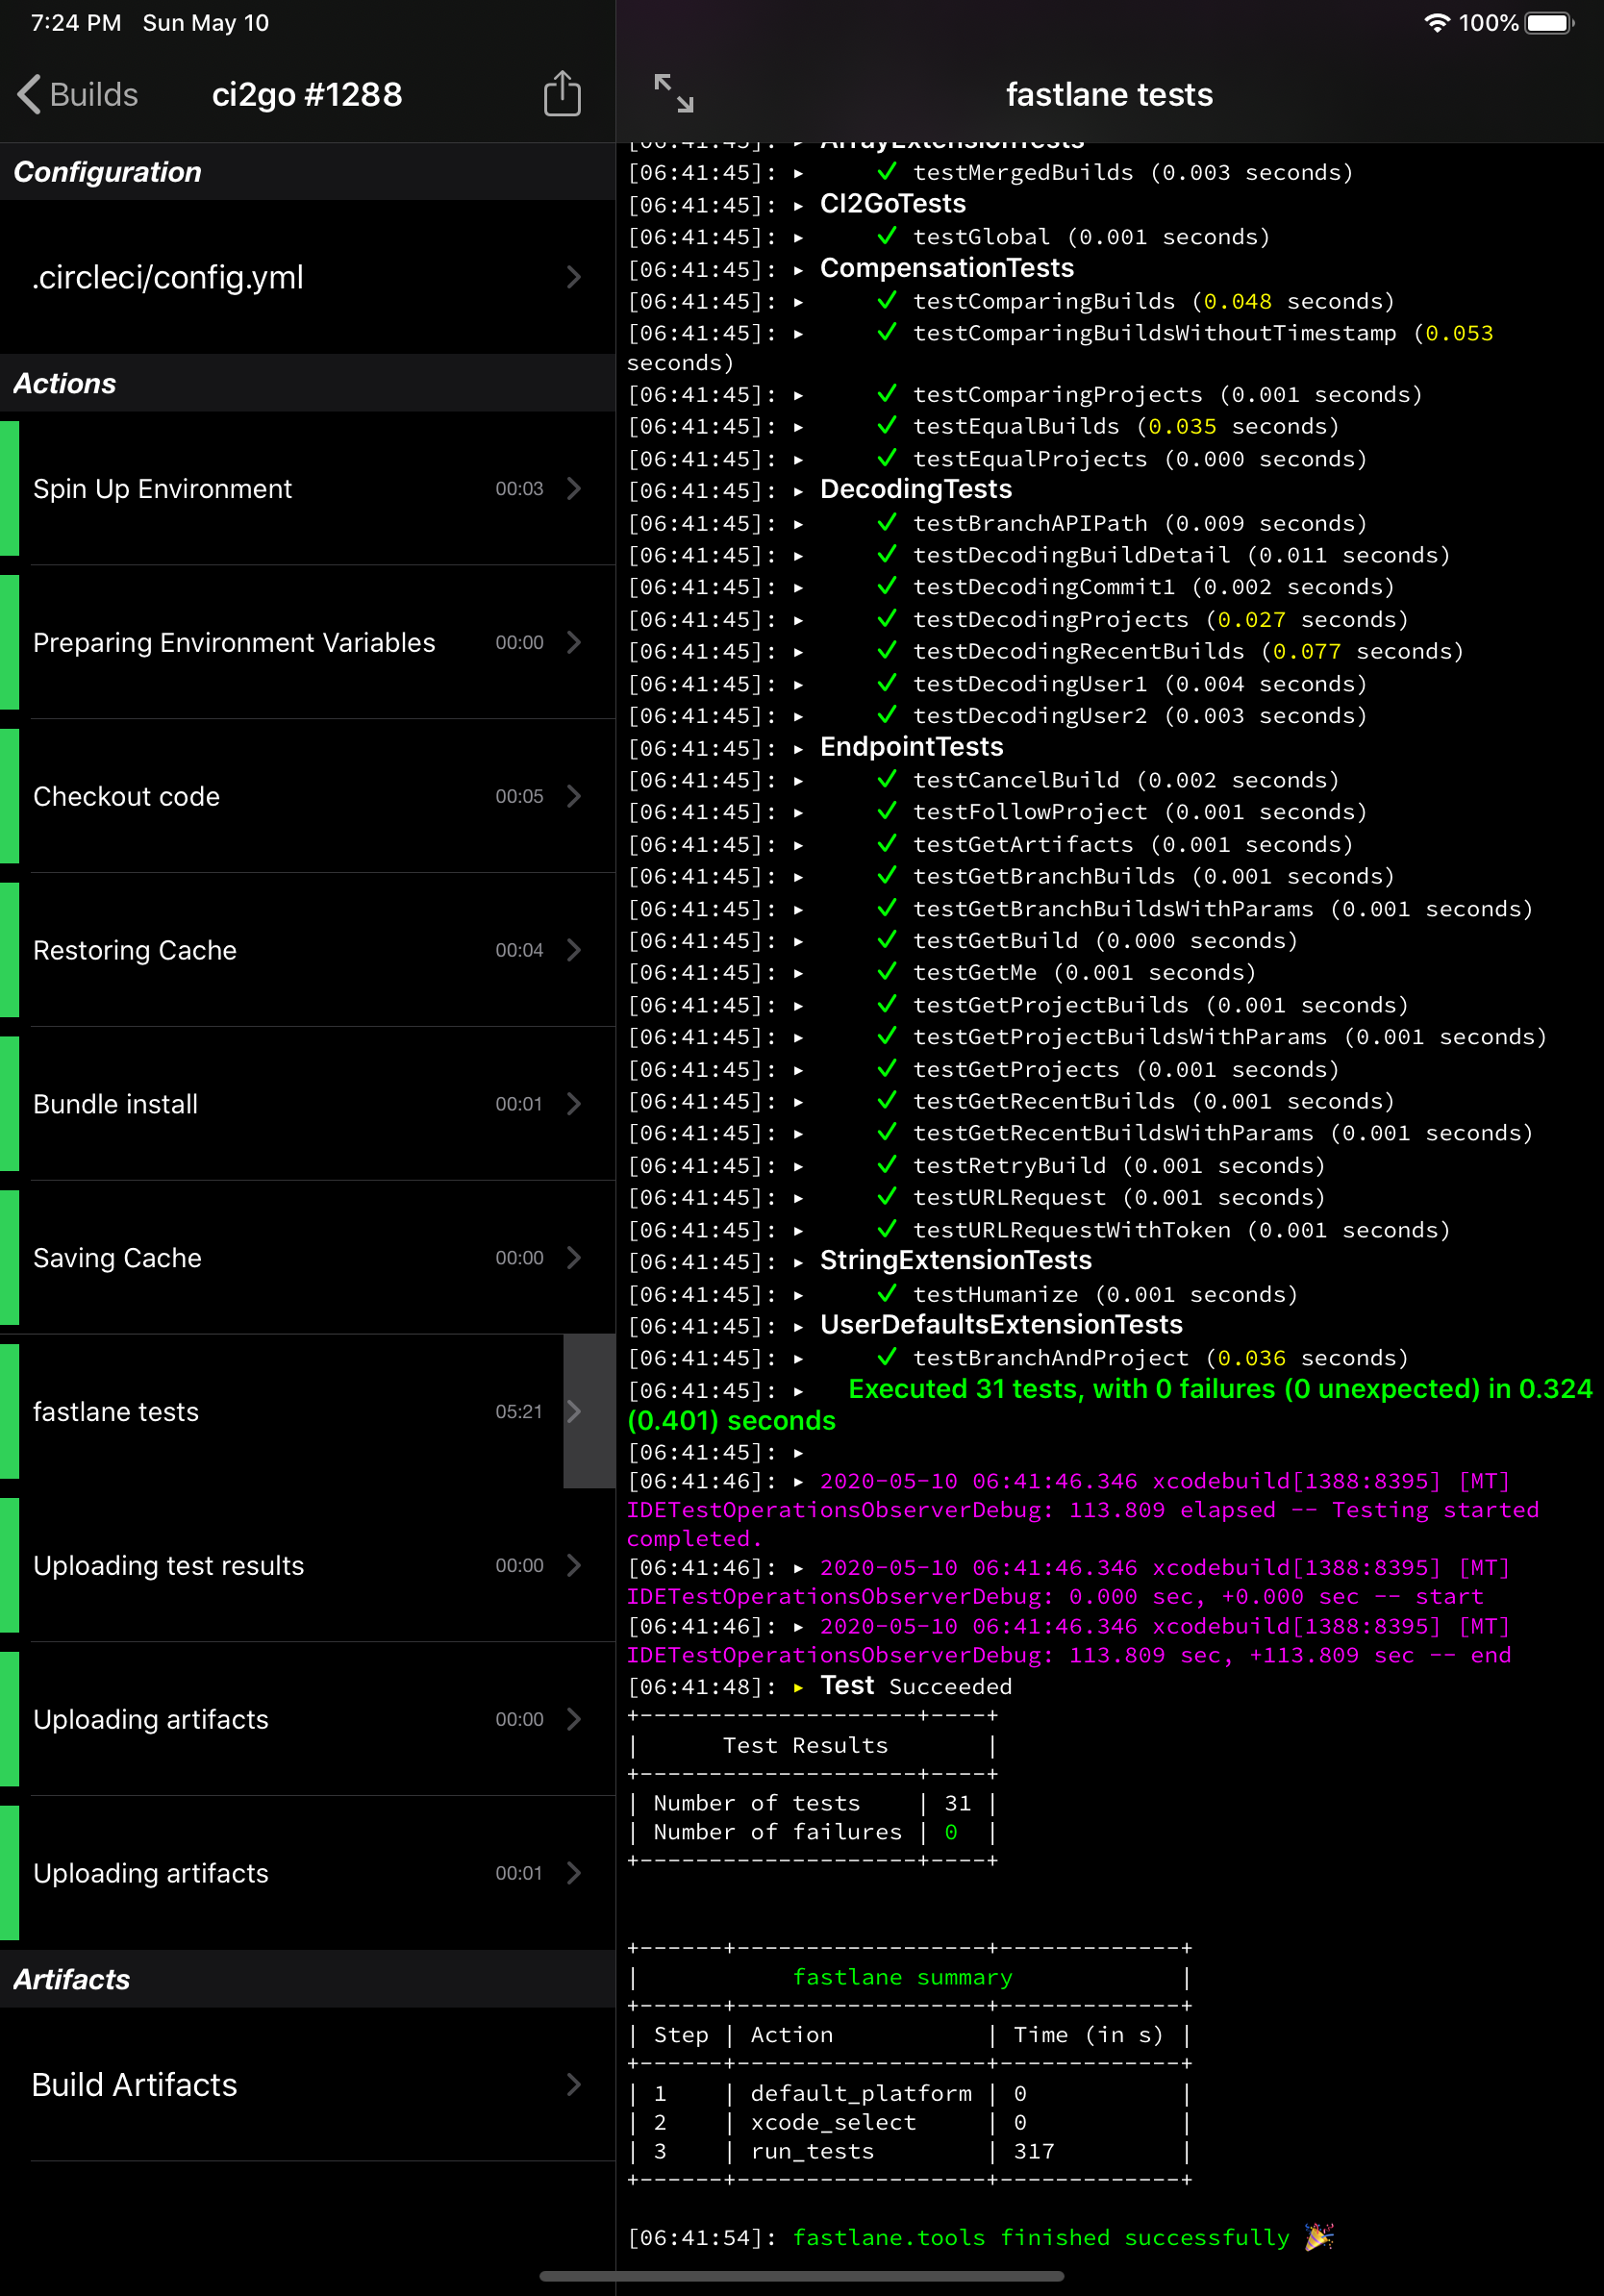 7:24 PM Sun May 10
100%
Builds
ci2go #1288
Configuration
.circleci/config.yml
Actions
Spin Up Environment 00:03
Preparing Environment Variables 00:00
Checkout code 00:05
Restoring Cache 00:04
Bundle install 00:01
Saving Cache 00:00
fastlane tests 05:21
Uploading test results 00:00
Uploading artifacts 00:00
Uploading artifacts 00:01
Artifacts
Build Artifacts
fastlane tests
[06:41:45]: ▸ ArrayExtensionTests
[06:41:45]: ▸ ✓ testMergedBuilds (0.003 seconds)
[06:41:45]: ▸ CI2GoTests
[06:41:45]: ▸ ✓ testGlobal (0.001 seconds)
[06:41:45]: ▸ CompensationTests
[06:41:45]: ▸ ✓ testComparingBuilds (0.048 seconds)
[06:41:45]: ▸ ✓ testComparingBuildsWithoutTimestamp (0.053
seconds)
[06:41:45]: ▸ ✓ testComparingProjects (0.001 seconds)
[06:41:45]: ▸ ✓ testEqualBuilds (0.035 seconds)
[06:41:45]: ▸ ✓ testEqualProjects (0.000 seconds)
[06:41:45]: ▸ DecodingTests
[06:41:45]: ▸ ✓ testBranchAPIPath (0.009 seconds)
[06:41:45]: ▸ ✓ testDecodingBuildDetail (0.011 seconds)
[06:41:45]: ▸ ✓ testDecodingCommit1 (0.002 seconds)
[06:41:45]: ▸ ✓ testDecodingProjects (0.027 seconds)
[06:41:45]: ▸ ✓ testDecodingRecentBuilds (0.077 seconds)
[06:41:45]: ▸ ✓ testDecodingUser1 (0.004 seconds)
[06:41:45]: ▸ ✓ testDecodingUser2 (0.003 seconds)
[06:41:45]: ▸ EndpointTests
[06:41:45]: ▸ ✓ testCancelBuild (0.002 seconds)
[06:41:45]: ▸ ✓ testFollowProject (0.001 seconds)
[06:41:45]: ▸ ✓ testGetArtifacts (0.001 seconds)
[06:41:45]: ▸ ✓ testGetBranchBuilds (0.001 seconds)
[06:41:45]: ▸ ✓ testGetBranchBuildsWithParams (0.001 seconds)
[06:41:45]: ▸ ✓ testGetBuild (0.000 seconds)
[06:41:45]: ▸ ✓ testGetMe (0.001 seconds)
[06:41:45]: ▸ ✓ testGetProjectBuilds (0.001 seconds)
[06:41:45]: ▸ ✓ testGetProjectBuildsWithParams (0.001 seconds)
[06:41:45]: ▸ ✓ testGetProjects (0.001 seconds)
[06:41:45]: ▸ ✓ testGetRecentBuilds (0.001 seconds)
[06:41:45]: ▸ ✓ testGetRecentBuildsWithParams (0.001 seconds)
[06:41:45]: ▸ ✓ testRetryBuild (0.001 seconds)
[06:41:45]: ▸ ✓ testURLRequest (0.001 seconds)
[06:41:45]: ▸ ✓ testURLRequestWithToken (0.001 seconds)
[06:41:45]: ▸ StringExtensionTests
[06:41:45]: ▸ ✓ testHumanize (0.001 seconds)
[06:41:45]: ▸ UserDefaultsExtensionTests
[06:41:45]: ▸ ✓ testBranchAndProject (0.036 seconds)
[06:41:45]: ▸ Executed 31 tests, with 0 failures (0 unexpected) in 0.324
(0.401) seconds
[06:41:45]: ▸
[06:41:46]: ▸ 2020-05-10 06:41:46.346 xcodebuild[1388:8395] [MT]
IDETestOperationsObserverDebug: 113.809 elapsed -- Testing started
completed.
[06:41:46]: ▸ 2020-05-10 06:41:46.346 xcodebuild[1388:8395] [MT]
IDETestOperationsObserverDebug: 0.000 sec, +0.000 sec -- start
[06:41:46]: ▸ 2020-05-10 06:41:46.346 xcodebuild[1388:8395] [MT]
IDETestOperationsObserverDebug: 113.809 sec, +113.809 sec -- end
[06:41:48]: ▸ Test Succeeded
+--------------------+----+
| Test Results |
+--------------------+----+
| Number of tests | 31 |
| Number of failures | 0 |
+--------------------+----+
+------+------------------+-------------+
| fastlane summary |
+------+------------------+-------------+
| Step | Action | Time (in s) |
+------+------------------+-------------+
| 1 | default_platform | 0 |
| 2 | xcode_select | 0 |
| 3 | run_tests | 317 |
+------+------------------+-------------+
[06:41:54]: fastlane.tools finished successfully 🎉